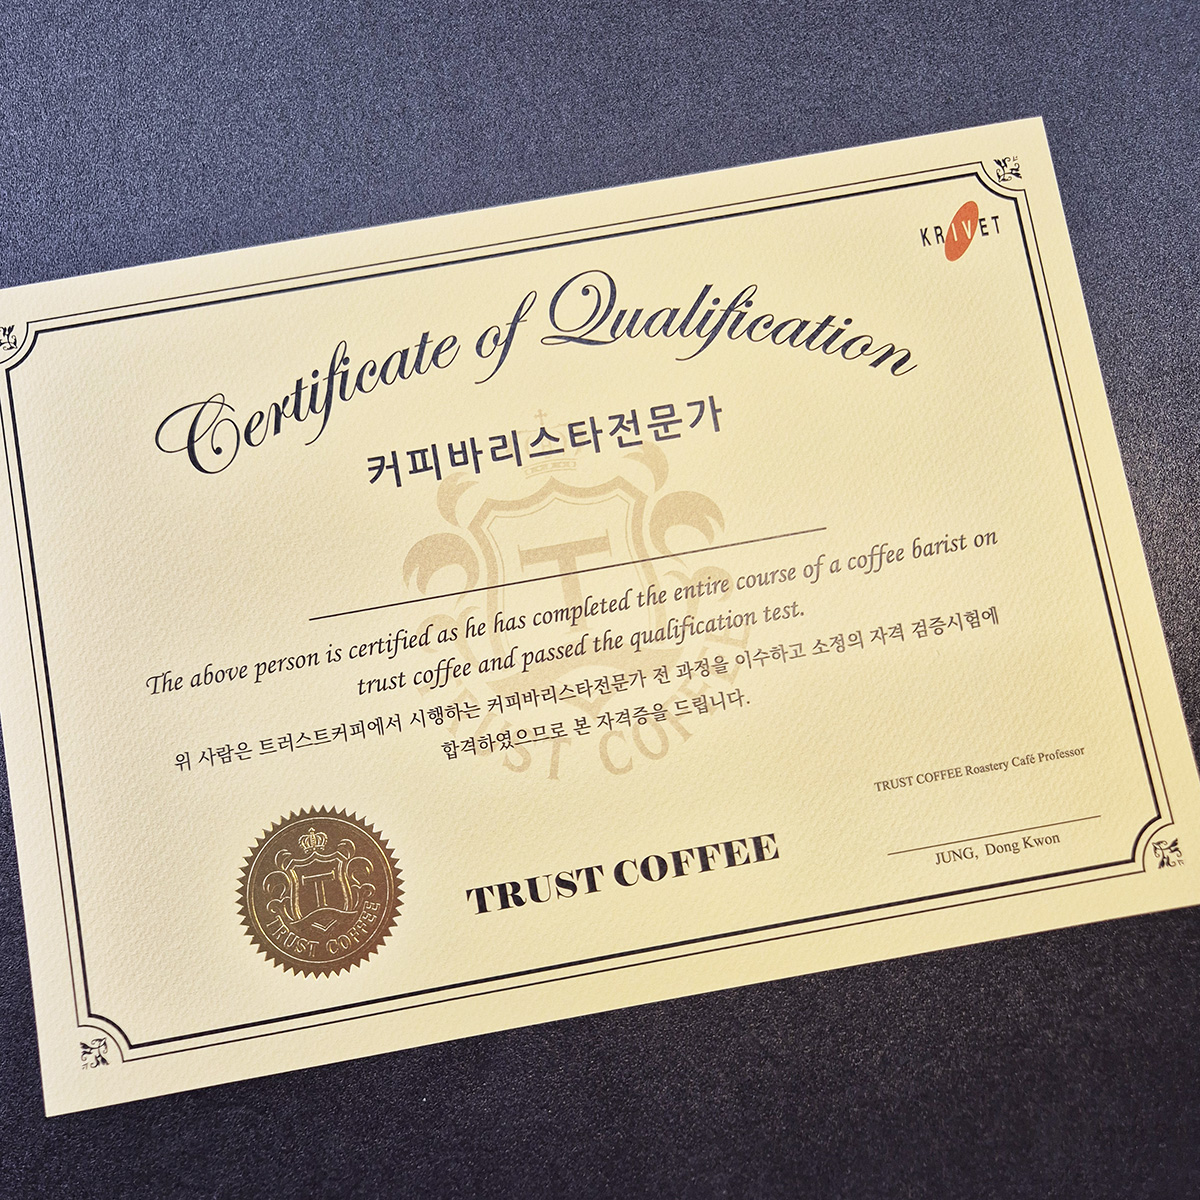 KRIVET
Certificate of Qualification
커피바리스타전문가
T
The above person is certified as he has completed the entire course of a coffee barist on
trust coffee and passed the qualification test.
위 사람은 트러스트커피에서 시행하는 커피바리스타전문가 전 과정을 이수하고 소정의 자격 검증시험에
합격하였으므로 본 자격증을 드립니다.
TRUST COFFEE
TRUST COFFEE Roastery Café Professor
JUNG, Dong Kwon
TRUST COFFEE
T
TRUST COFFEE